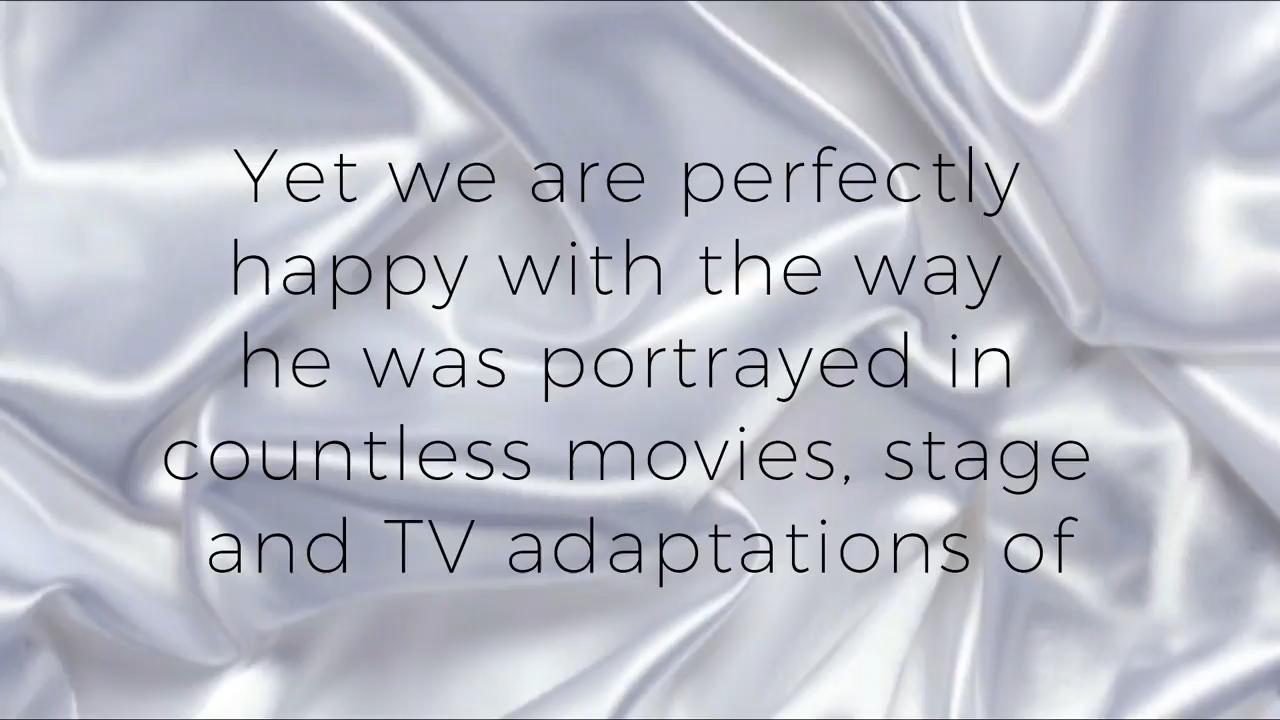 Yet we are perfectly
happy with the way
he was portrayed in
countless movies, stage
and TV adaptations of